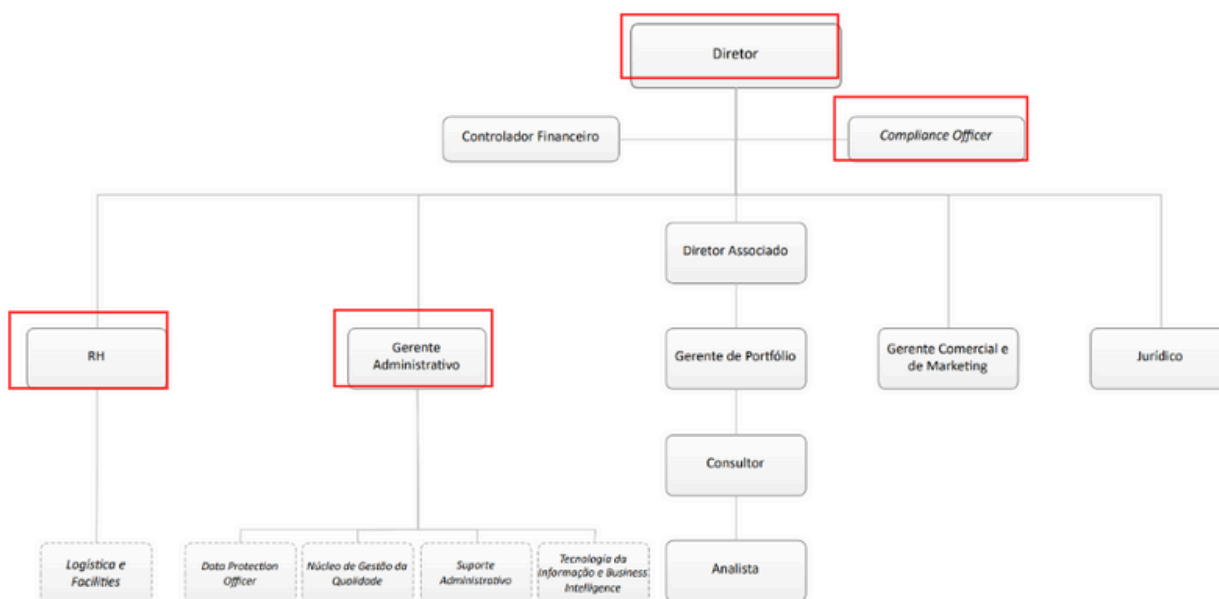 Diretor
Controlador Financeiro
Compliance Officer
Diretor Associado
RH
Gerente
Administrativo
Gerente de Portfólio
Gerente Comercial e
de Marketing
Jurídico
Consultor
Logística e
Facilities
Data Protection
Officer
Núcleo de Gestão da
Qualidade
Suporte
Administrativo
Tecnologia da
Informação e Business
Intelligence
Analista